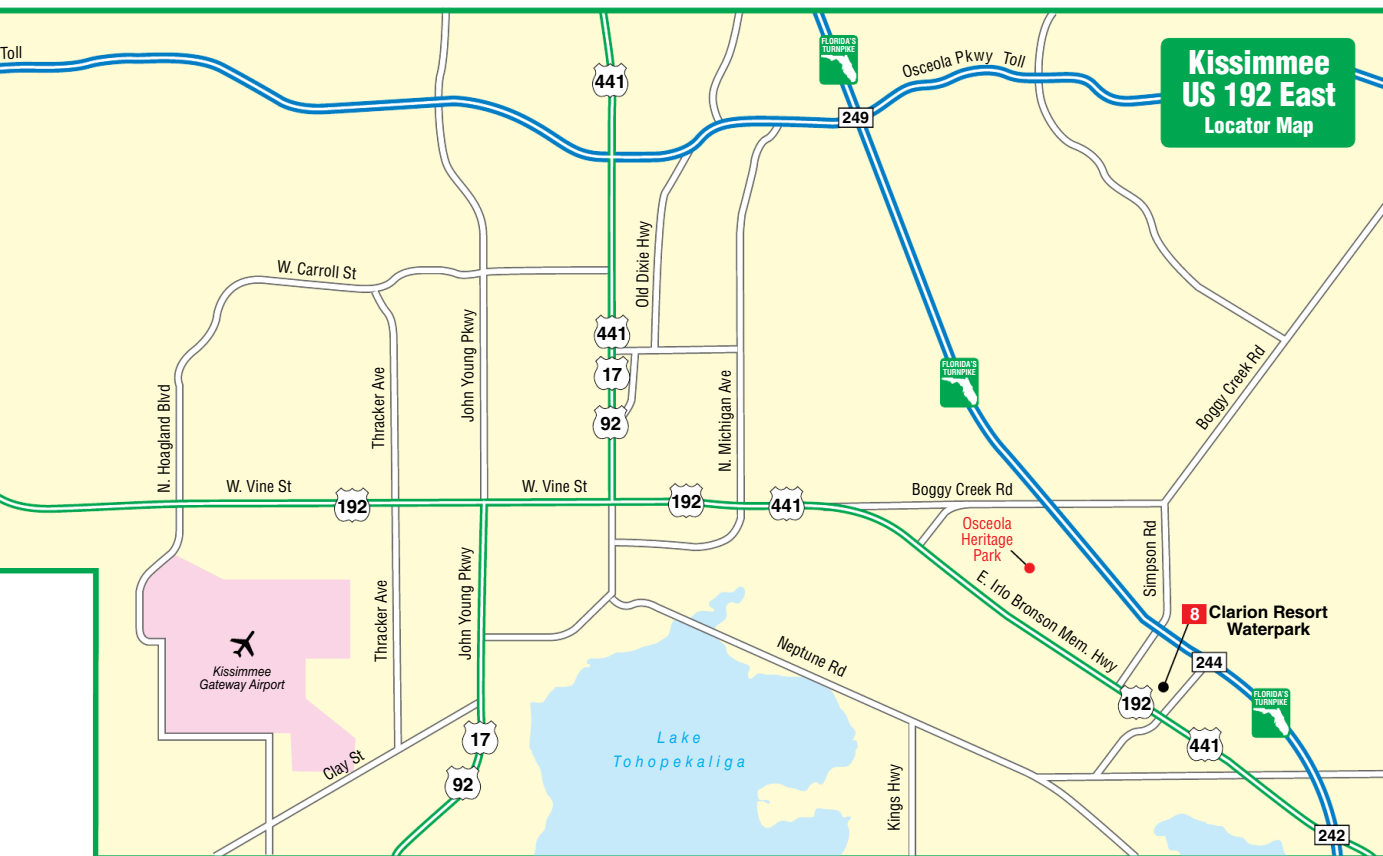 Toll
441
FLORIDA'S
TURNPIKE
Osceola Pkwy Toll
Kissimmee
US 192 East
Locator Map
249
W. Carroll St
Old Dixie Hwy
441
17
92
FLORIDA'S
TURNPIKE
John Young Pkwy
Thracker Ave
N. Hoagland Blvd
N. Michigan Ave
Boggy Creek Rd
W. Vine St
192
W. Vine St
192
441
Boggy Creek Rd
Osceola
Heritage
Park
Simpson Rd
E. Irlo Bronson Mem. Hwy
8 Clarion Resort
Waterpark
Thracker Ave
John Young Pkwy
Kissimmee
Gateway Airport
Neptune Rd
244
192
FLORIDA'S
TURNPIKE
441
17
92
Clay St
Lake
Tohopekaliga
Kings Hwy
242